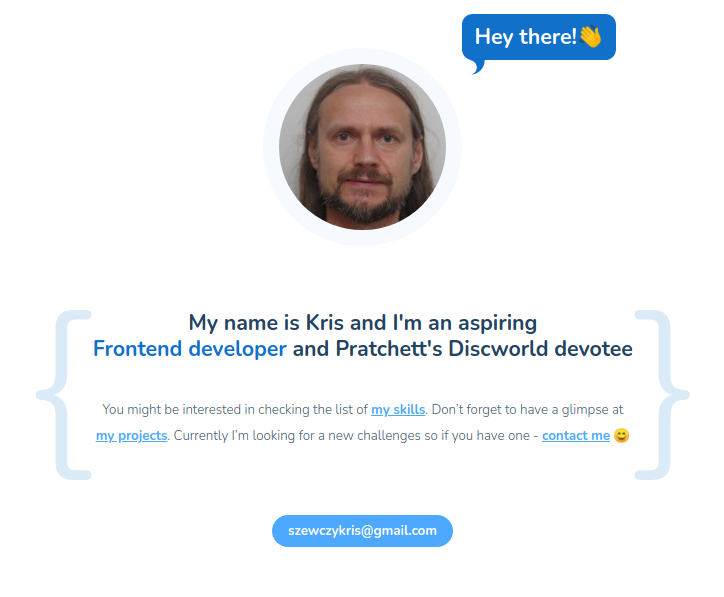 Hey there!👋
My name is Kris and I'm an aspiring
Frontend developer and Pratchett's Discworld devotee
You might be interested in checking the list of my skills. Don't forget to have a glimpse at
my projects. Currently I'm looking for a new challenges so if you have one - contact me 😄
szewczykris@gmail.com